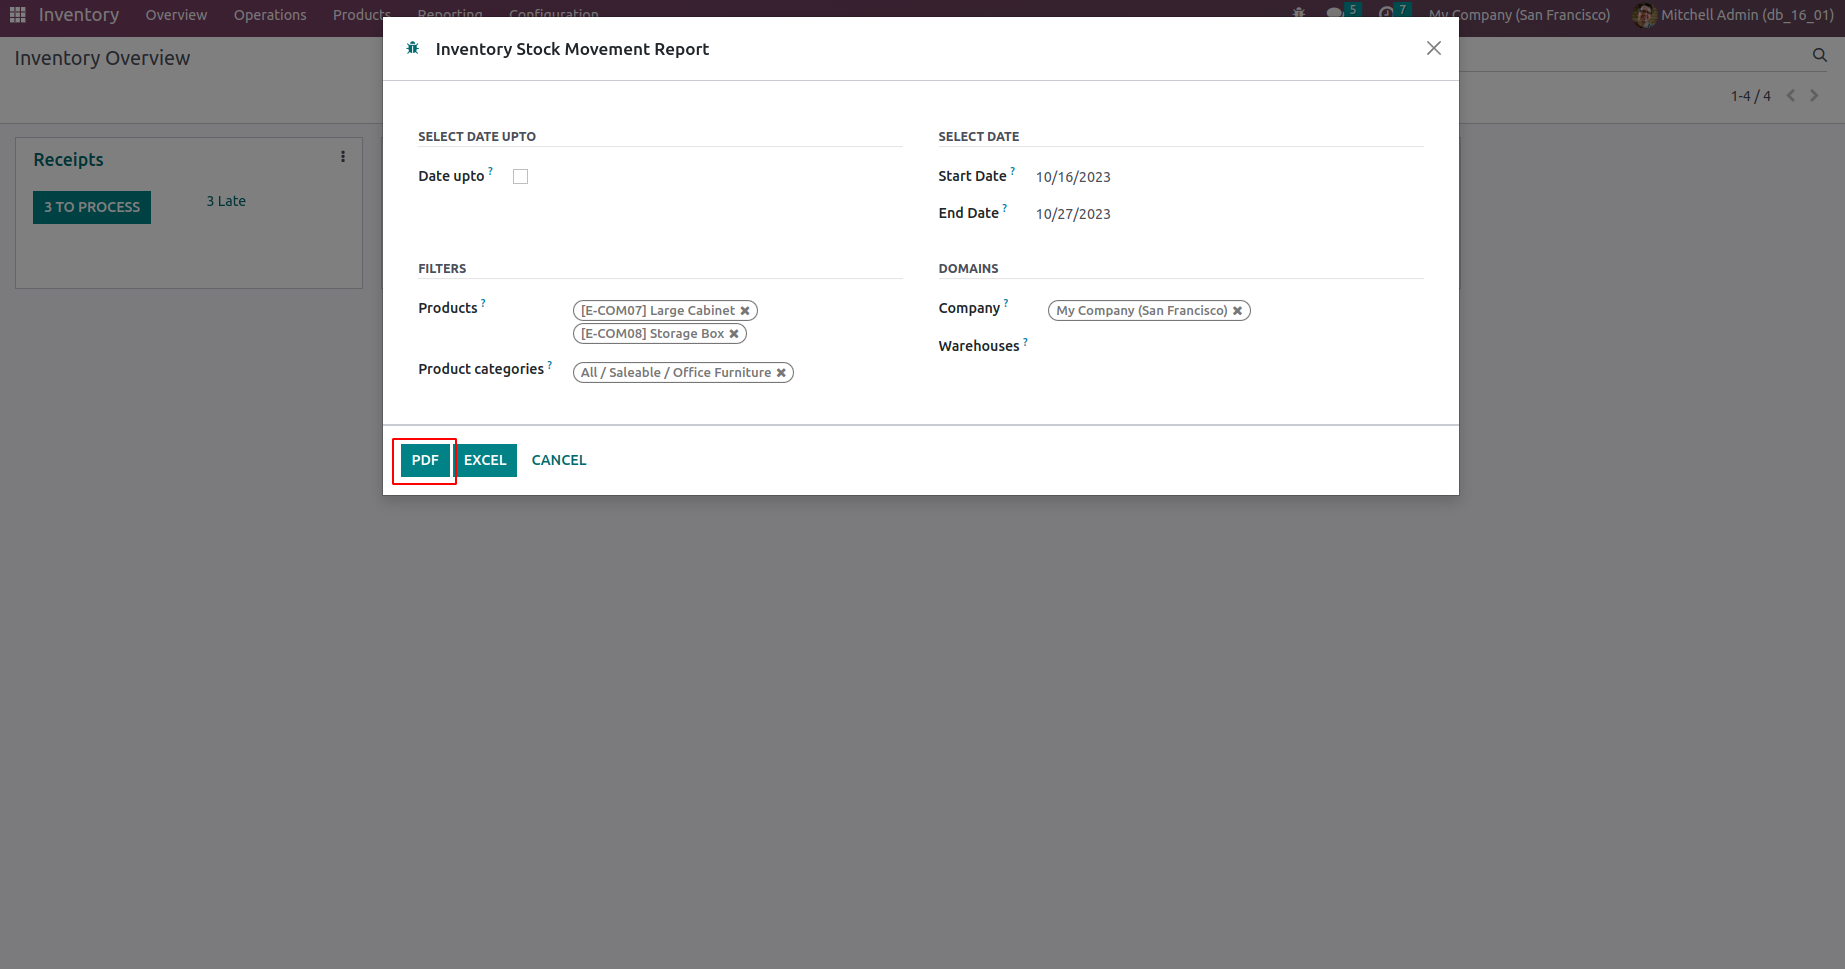 Inventory Overview Operations Products Reporting Configuration 5 7 My Company (San Francisco) Mitchell Admin (db_16_01)
Inventory Overview
1-4 / 4
Receipts
3 TO PROCESS 3 Late
Inventory Stock Movement Report
SELECT DATE UPTO
Date upto ?
SELECT DATE
Start Date ? 10/16/2023
End Date ? 10/27/2023
FILTERS
Products ? [E-COM07] Large Cabinet ✖
[E-COM08] Storage Box ✖
Product categories ? All / Saleable / Office Furniture ✖
DOMAINS
Company ? My Company (San Francisco) ✖
Warehouses ?
PDF EXCEL CANCEL